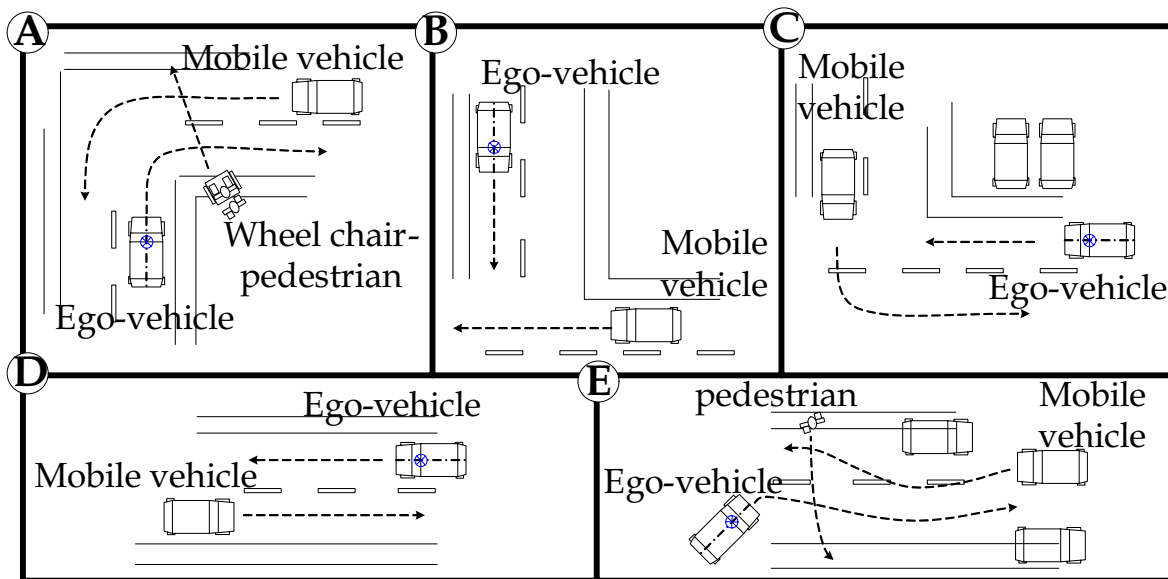 A
Mobile vehicle
Wheel chair-
pedestrian
Ego-vehicle
B
Ego-vehicle
Mobile
vehicle
C
Mobile
vehicle
Ego-vehicle
D
Ego-vehicle
Mobile vehicle
E
pedestrian
Mobile
vehicle
Ego-vehicle